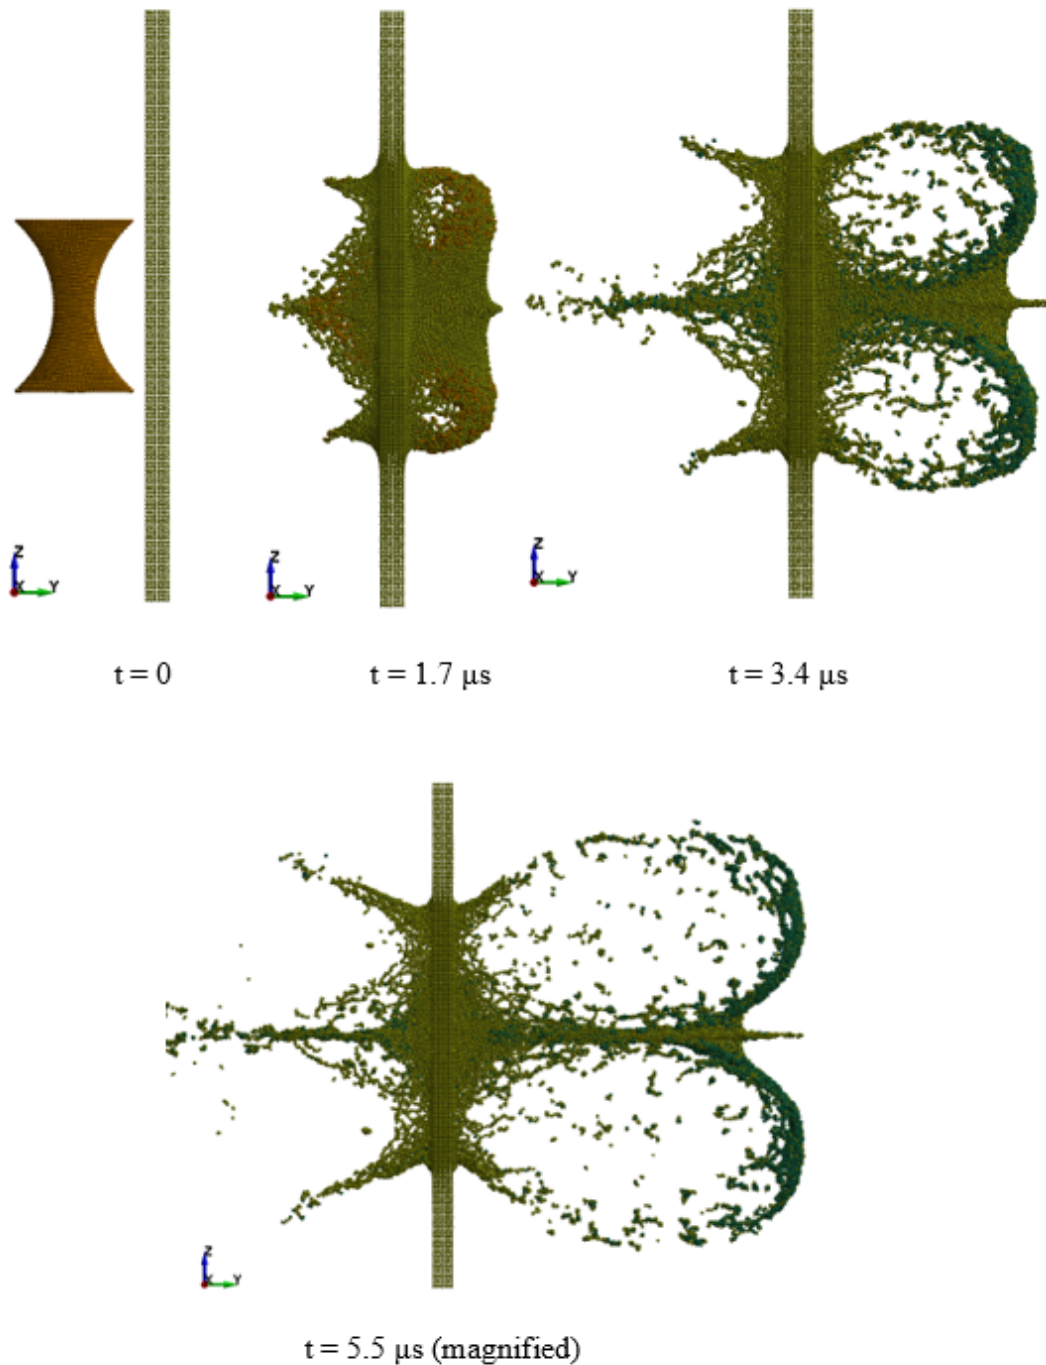 Z
X Y
Z
X Y
Z
X Y
t = 0
t = 1.7 µs
t = 3.4 µs
Z
X Y
t = 5.5 µs (magnified)